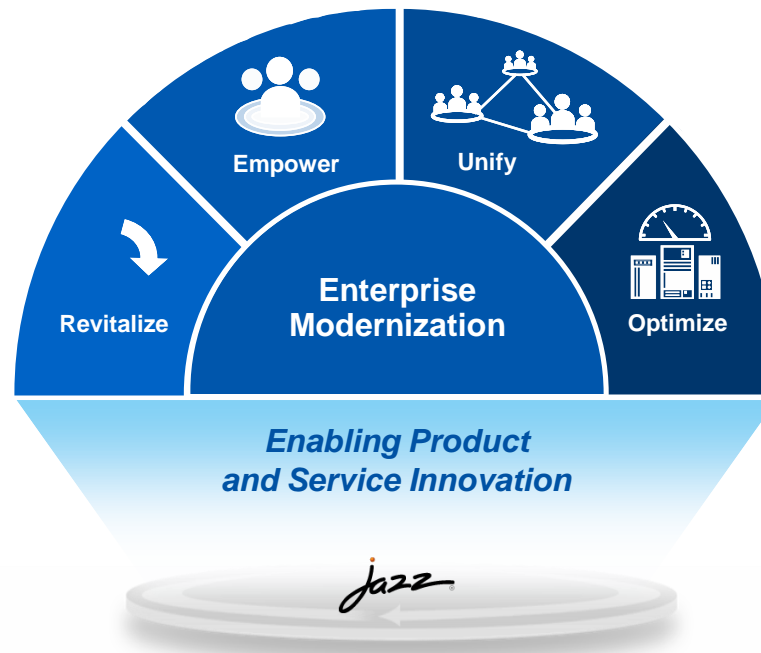 Empower
Unify
Revitalize
Enterprise
Modernization
Optimize
Enabling Product
and Service Innovation
jazz
®